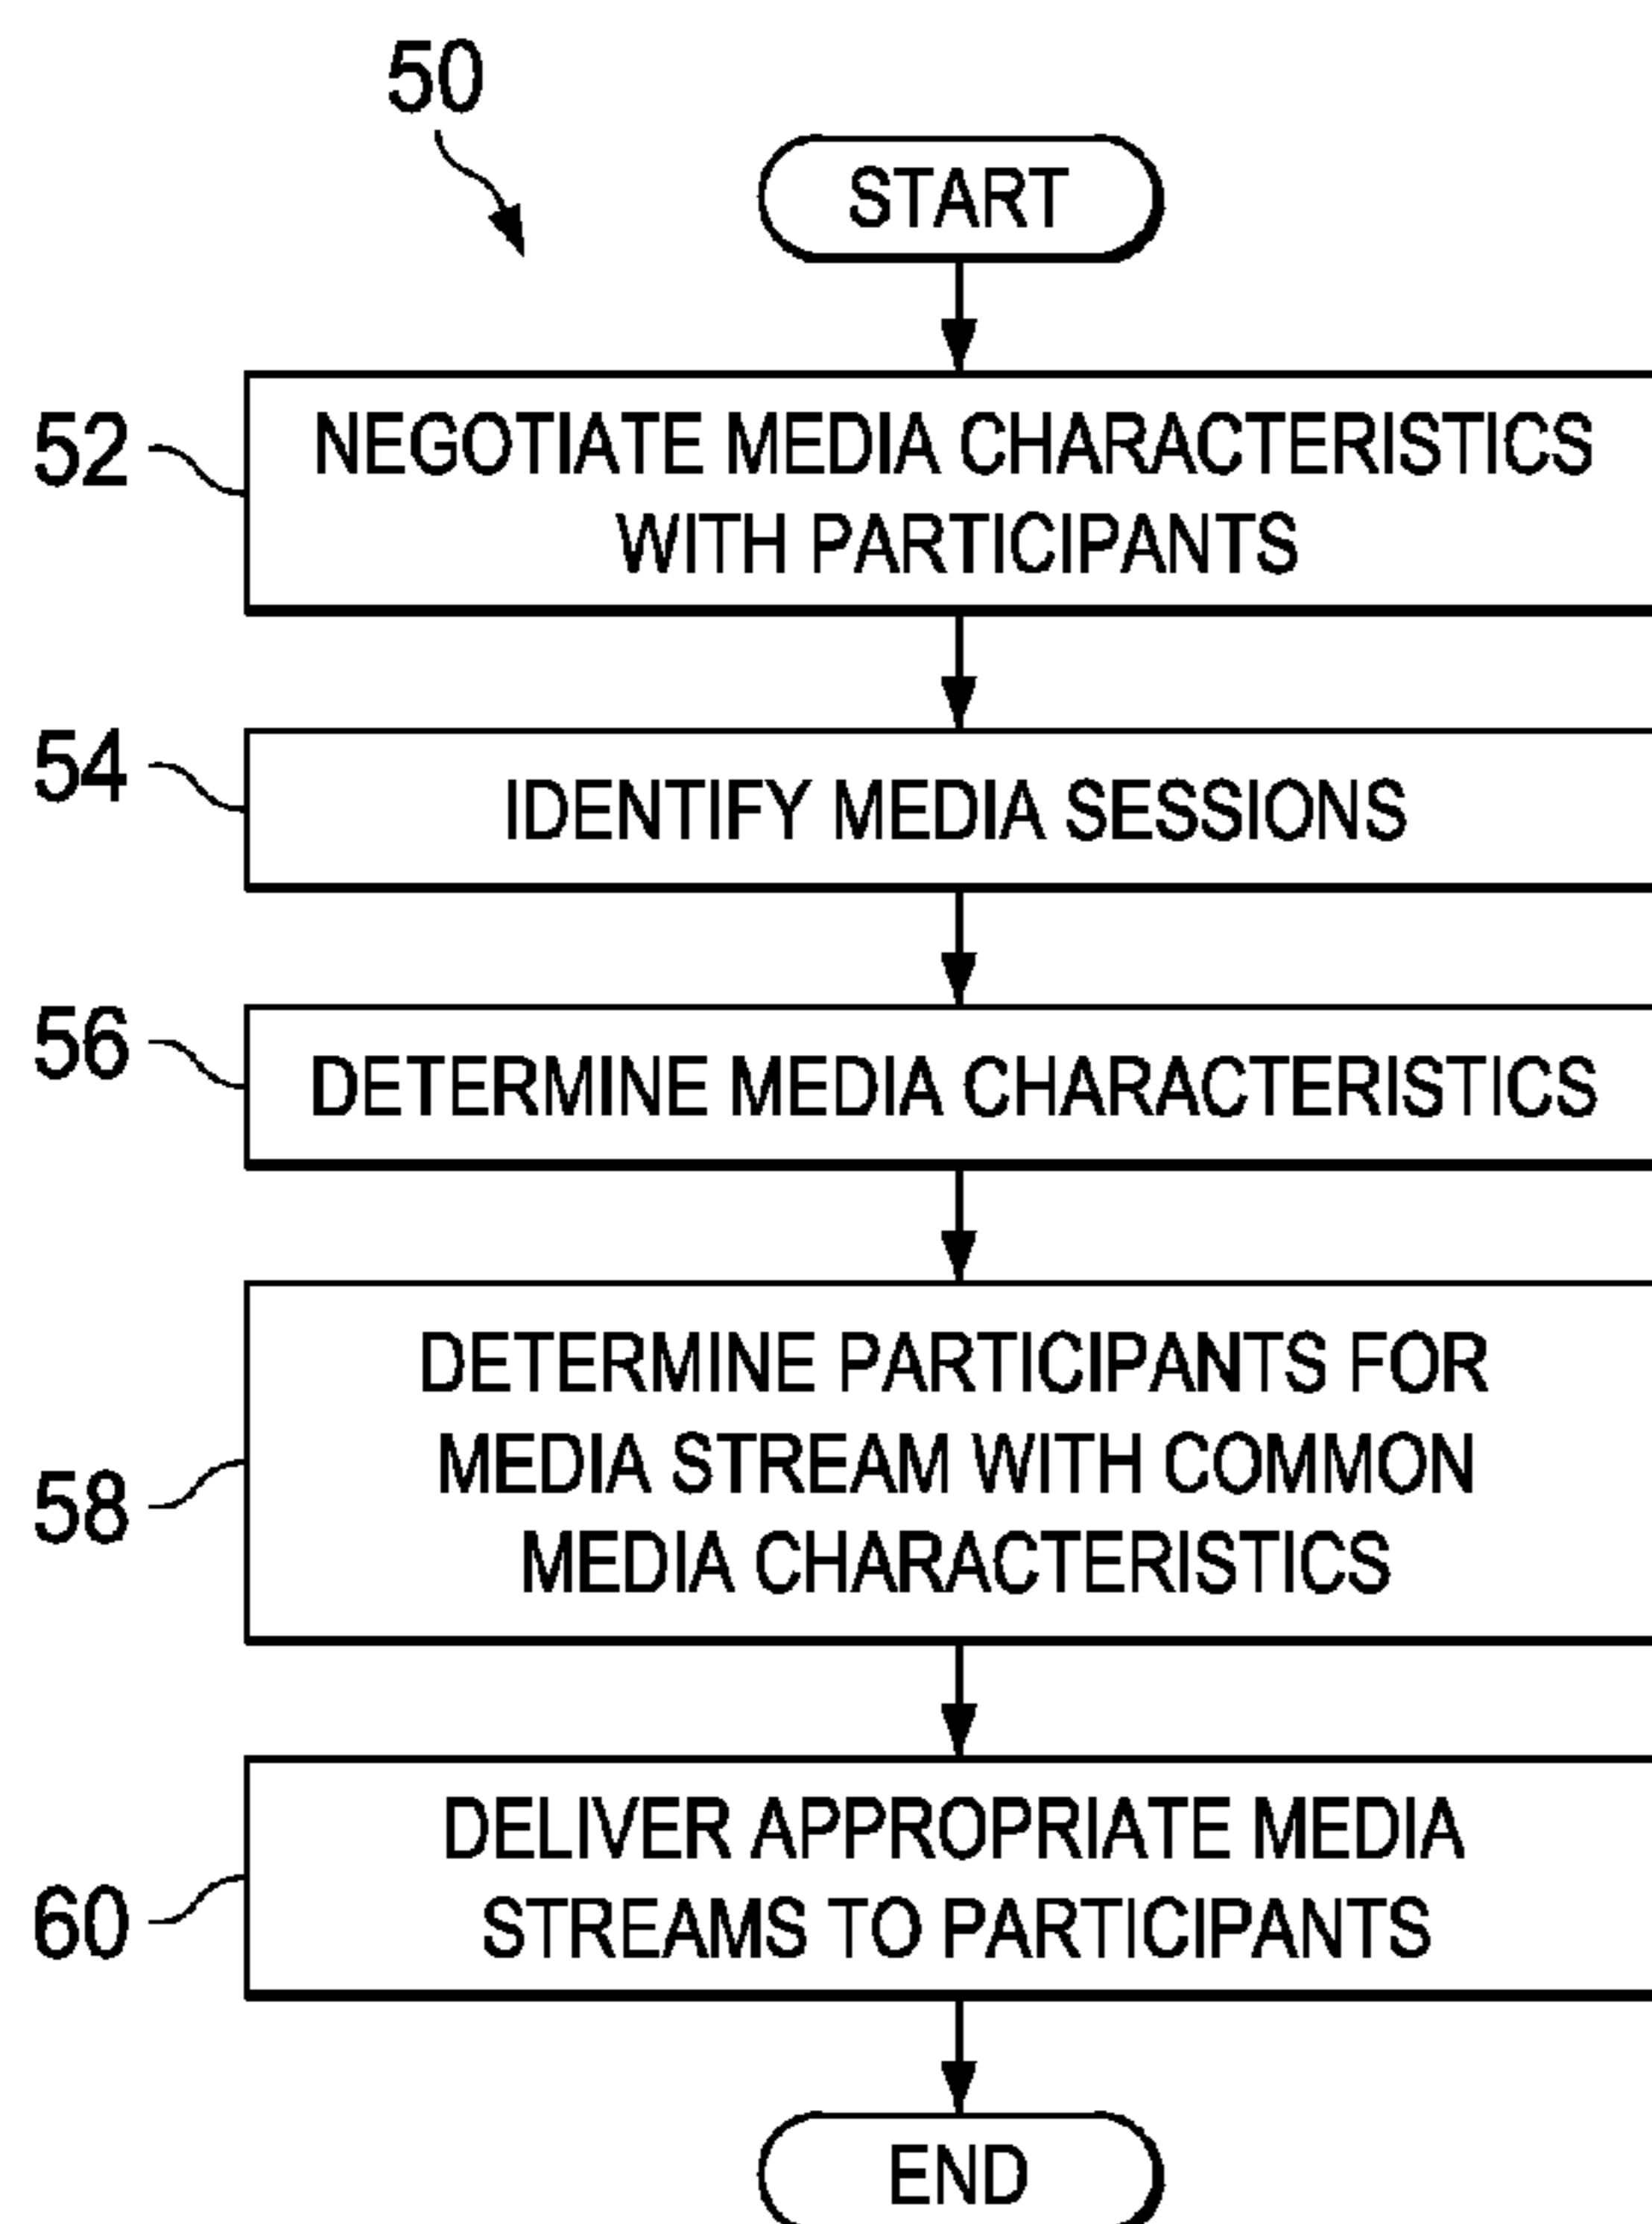 50
START
52
NEGOTIATE MEDIA CHARACTERISTICS
WITH PARTICIPANTS
54
IDENTIFY MEDIA SESSIONS
56
DETERMINE MEDIA CHARACTERISTICS
58
DETERMINE PARTICIPANTS FOR
MEDIA STREAM WITH COMMON
MEDIA CHARACTERISTICS
60
DELIVER APPROPRIATE MEDIA
STREAMS TO PARTICIPANTS
END